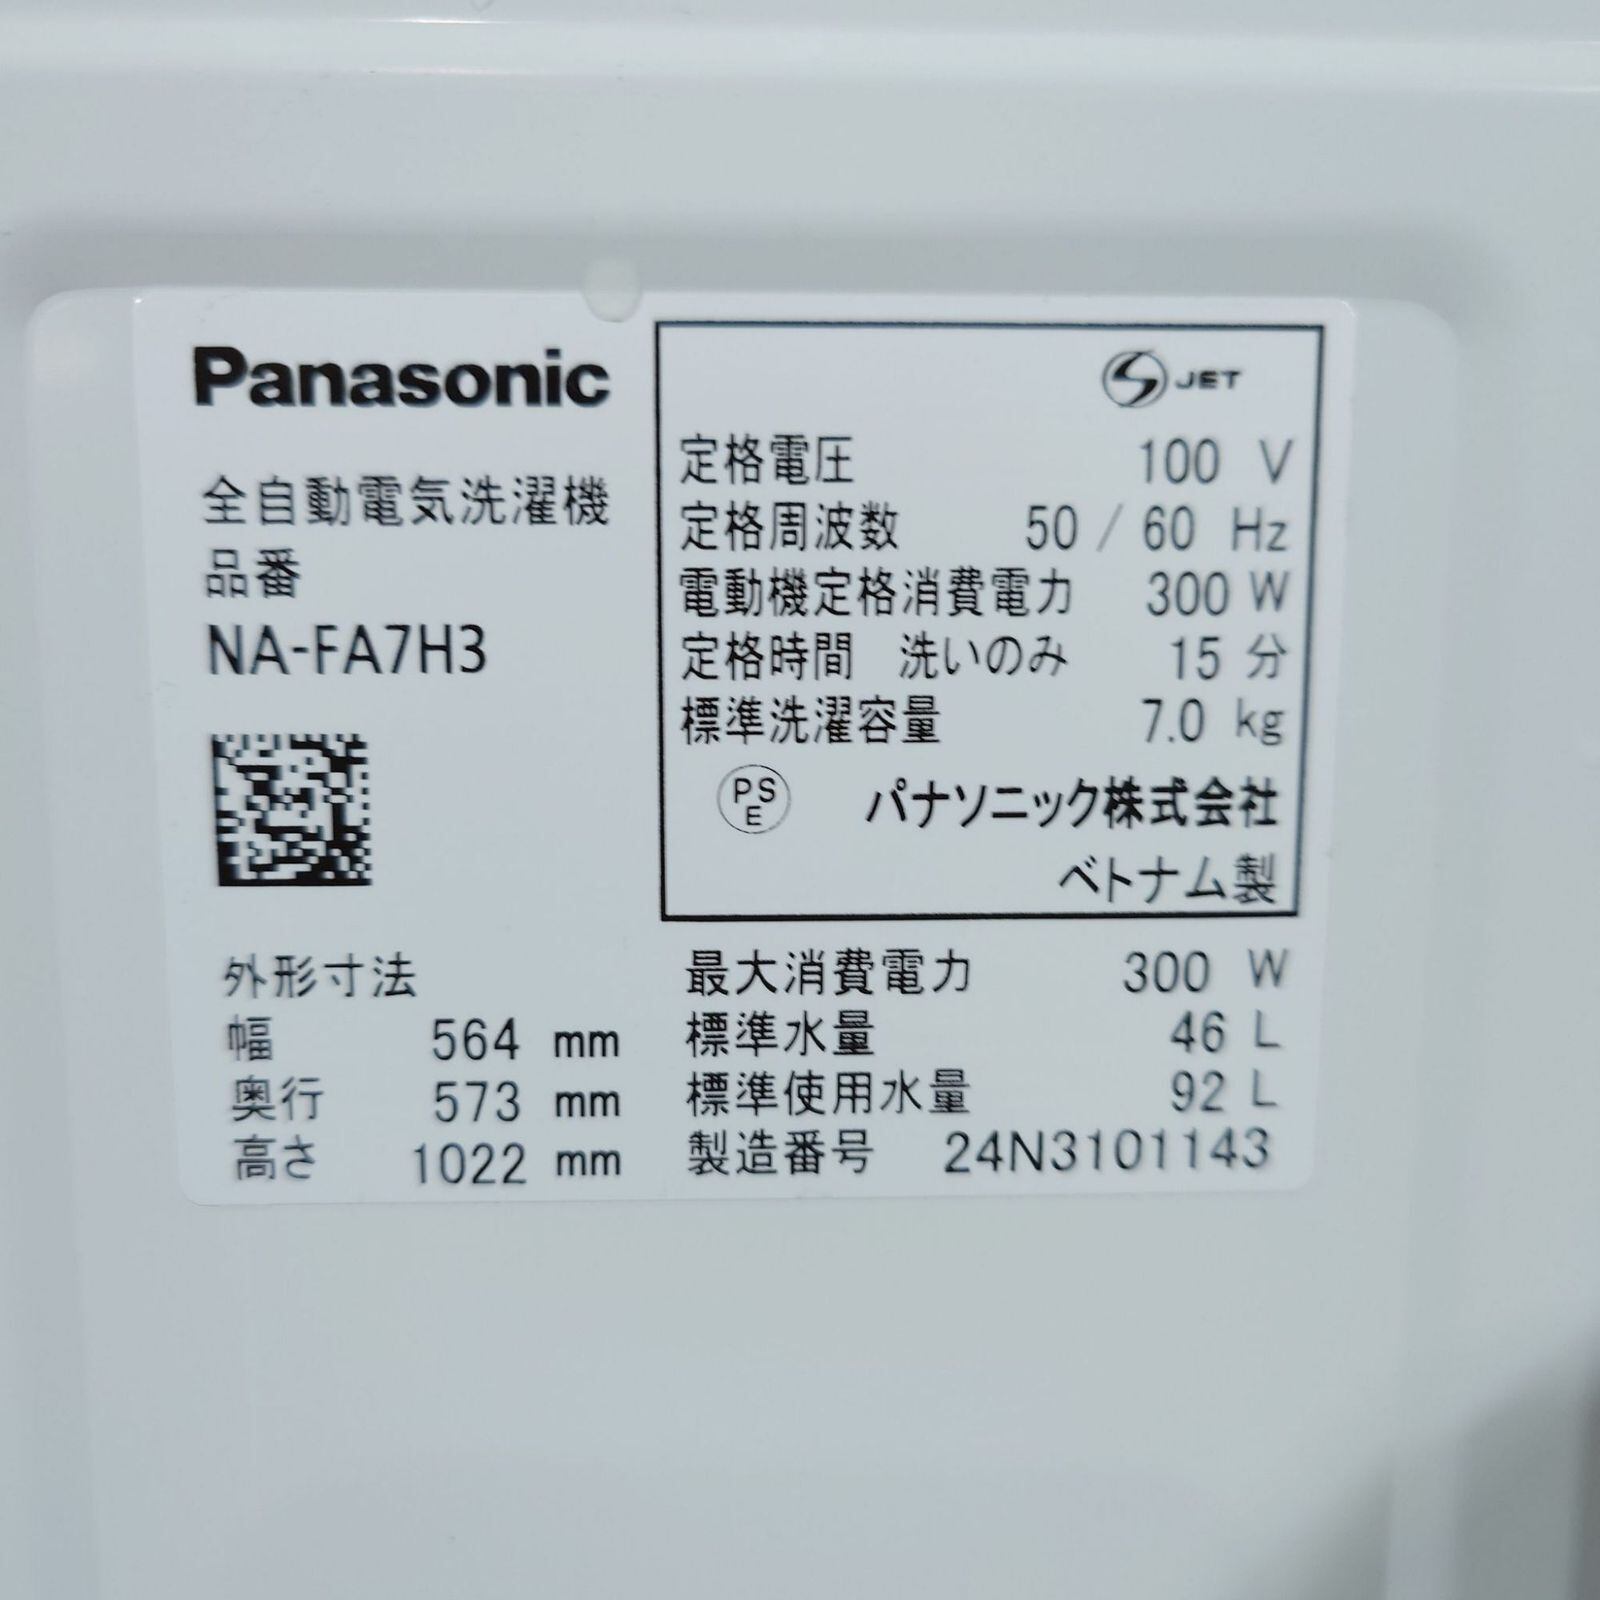 Panasonic
全自動電気洗濯機
品番
NA-FA7H3
JET
定格電圧 100 V
定格周波数 50 / 60 Hz
電動機定格消費電力 300 W
定格時間 洗いのみ 15 分
標準洗濯容量 7.0 kg
PSE パナソニック株式会社
ベトナム製
外形寸法
幅 564 mm
奥行 573 mm
高さ 1022 mm
最大消費電力 300 W
標準水量 46 L
標準使用水量 92 L
製造番号 24N3101143